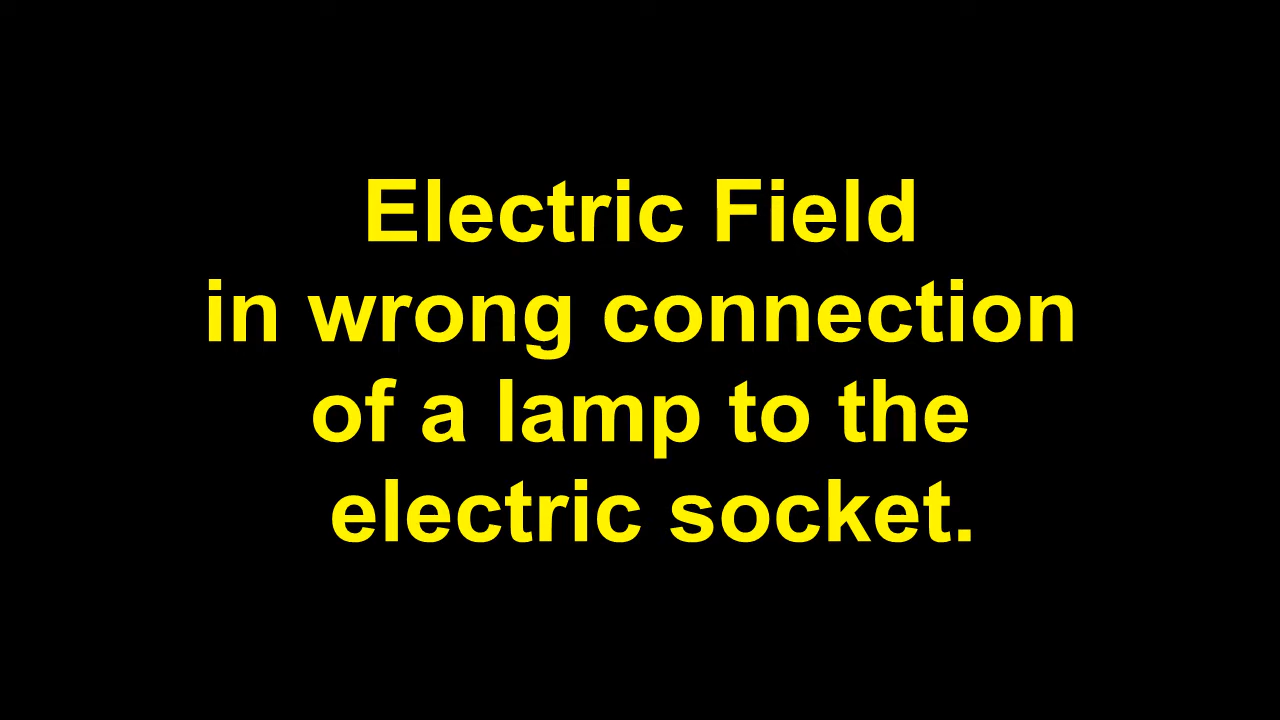 Electric Field
in wrong connection
of a lamp to the
electric socket.